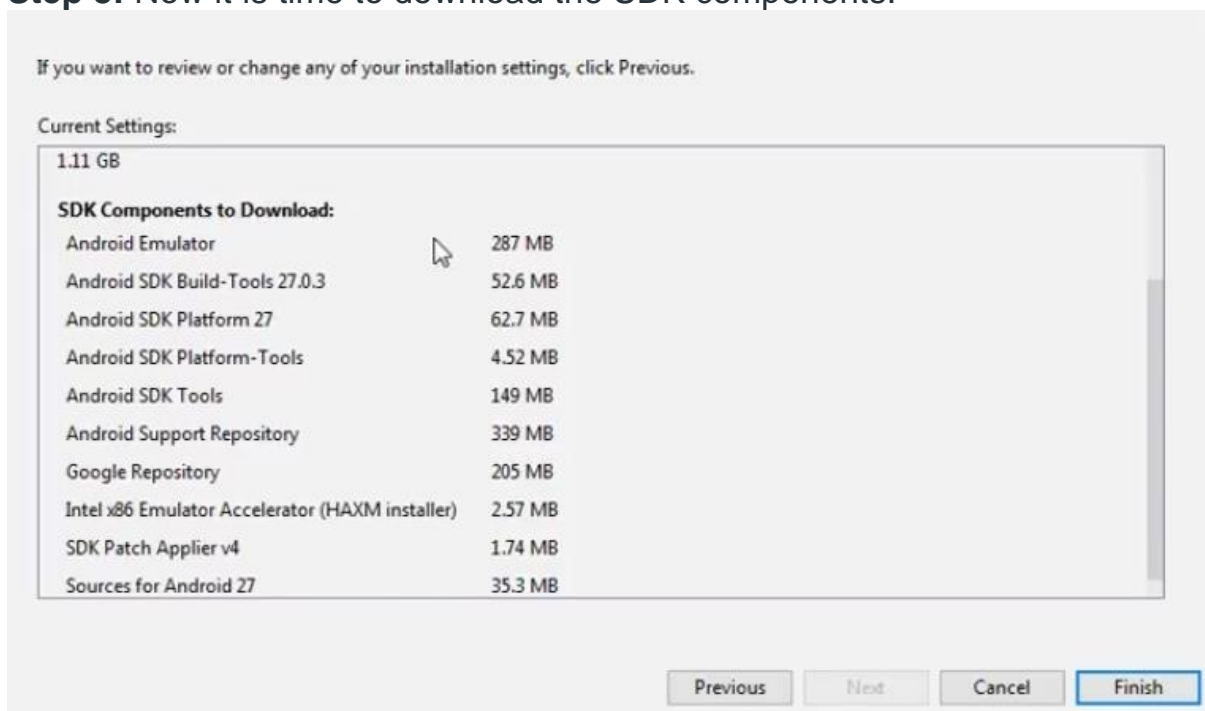 If you want to review or change any of your installation settings, click Previous.
Current Settings:
1.11 GB
SDK Components to Download:
Android Emulator 287 MB
Android SDK Build-Tools 27.0.3 52.6 MB
Android SDK Platform 27 62.7 MB
Android SDK Platform-Tools 4.52 MB
Android SDK Tools 149 MB
Android Support Repository 339 MB
Google Repository 205 MB
Intel x86 Emulator Accelerator (HAXM installer) 2.57 MB
SDK Patch Applier v4 1.74 MB
Sources for Android 27 35.3 MB
Previous Next Cancel Finish